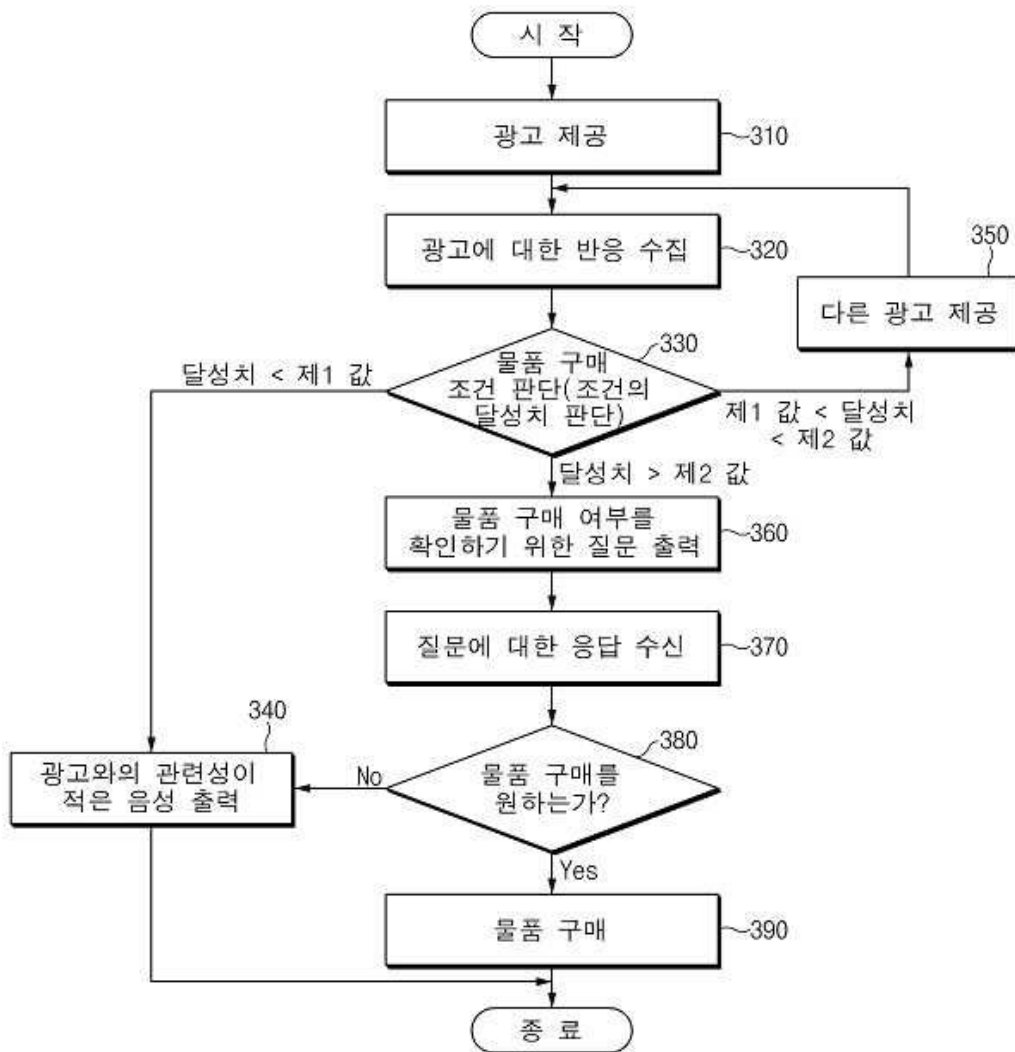 시 작
광고 제공
310
광고에 대한 반응 수집
320
350
다른 광고 제공
330
물품 구매
조건 판단(조건의
달성치 판단)
달성치 < 제1 값
제1 값 < 달성치
< 제2 값
달성치 > 제2 값
물품 구매 여부를
확인하기 위한 질문 출력
360
질문에 대한 응답 수신
370
340
광고와의 관련성이
적은 음성 출력
No
380
물품 구매를
원하는가?
Yes
물품 구매
390
종 료